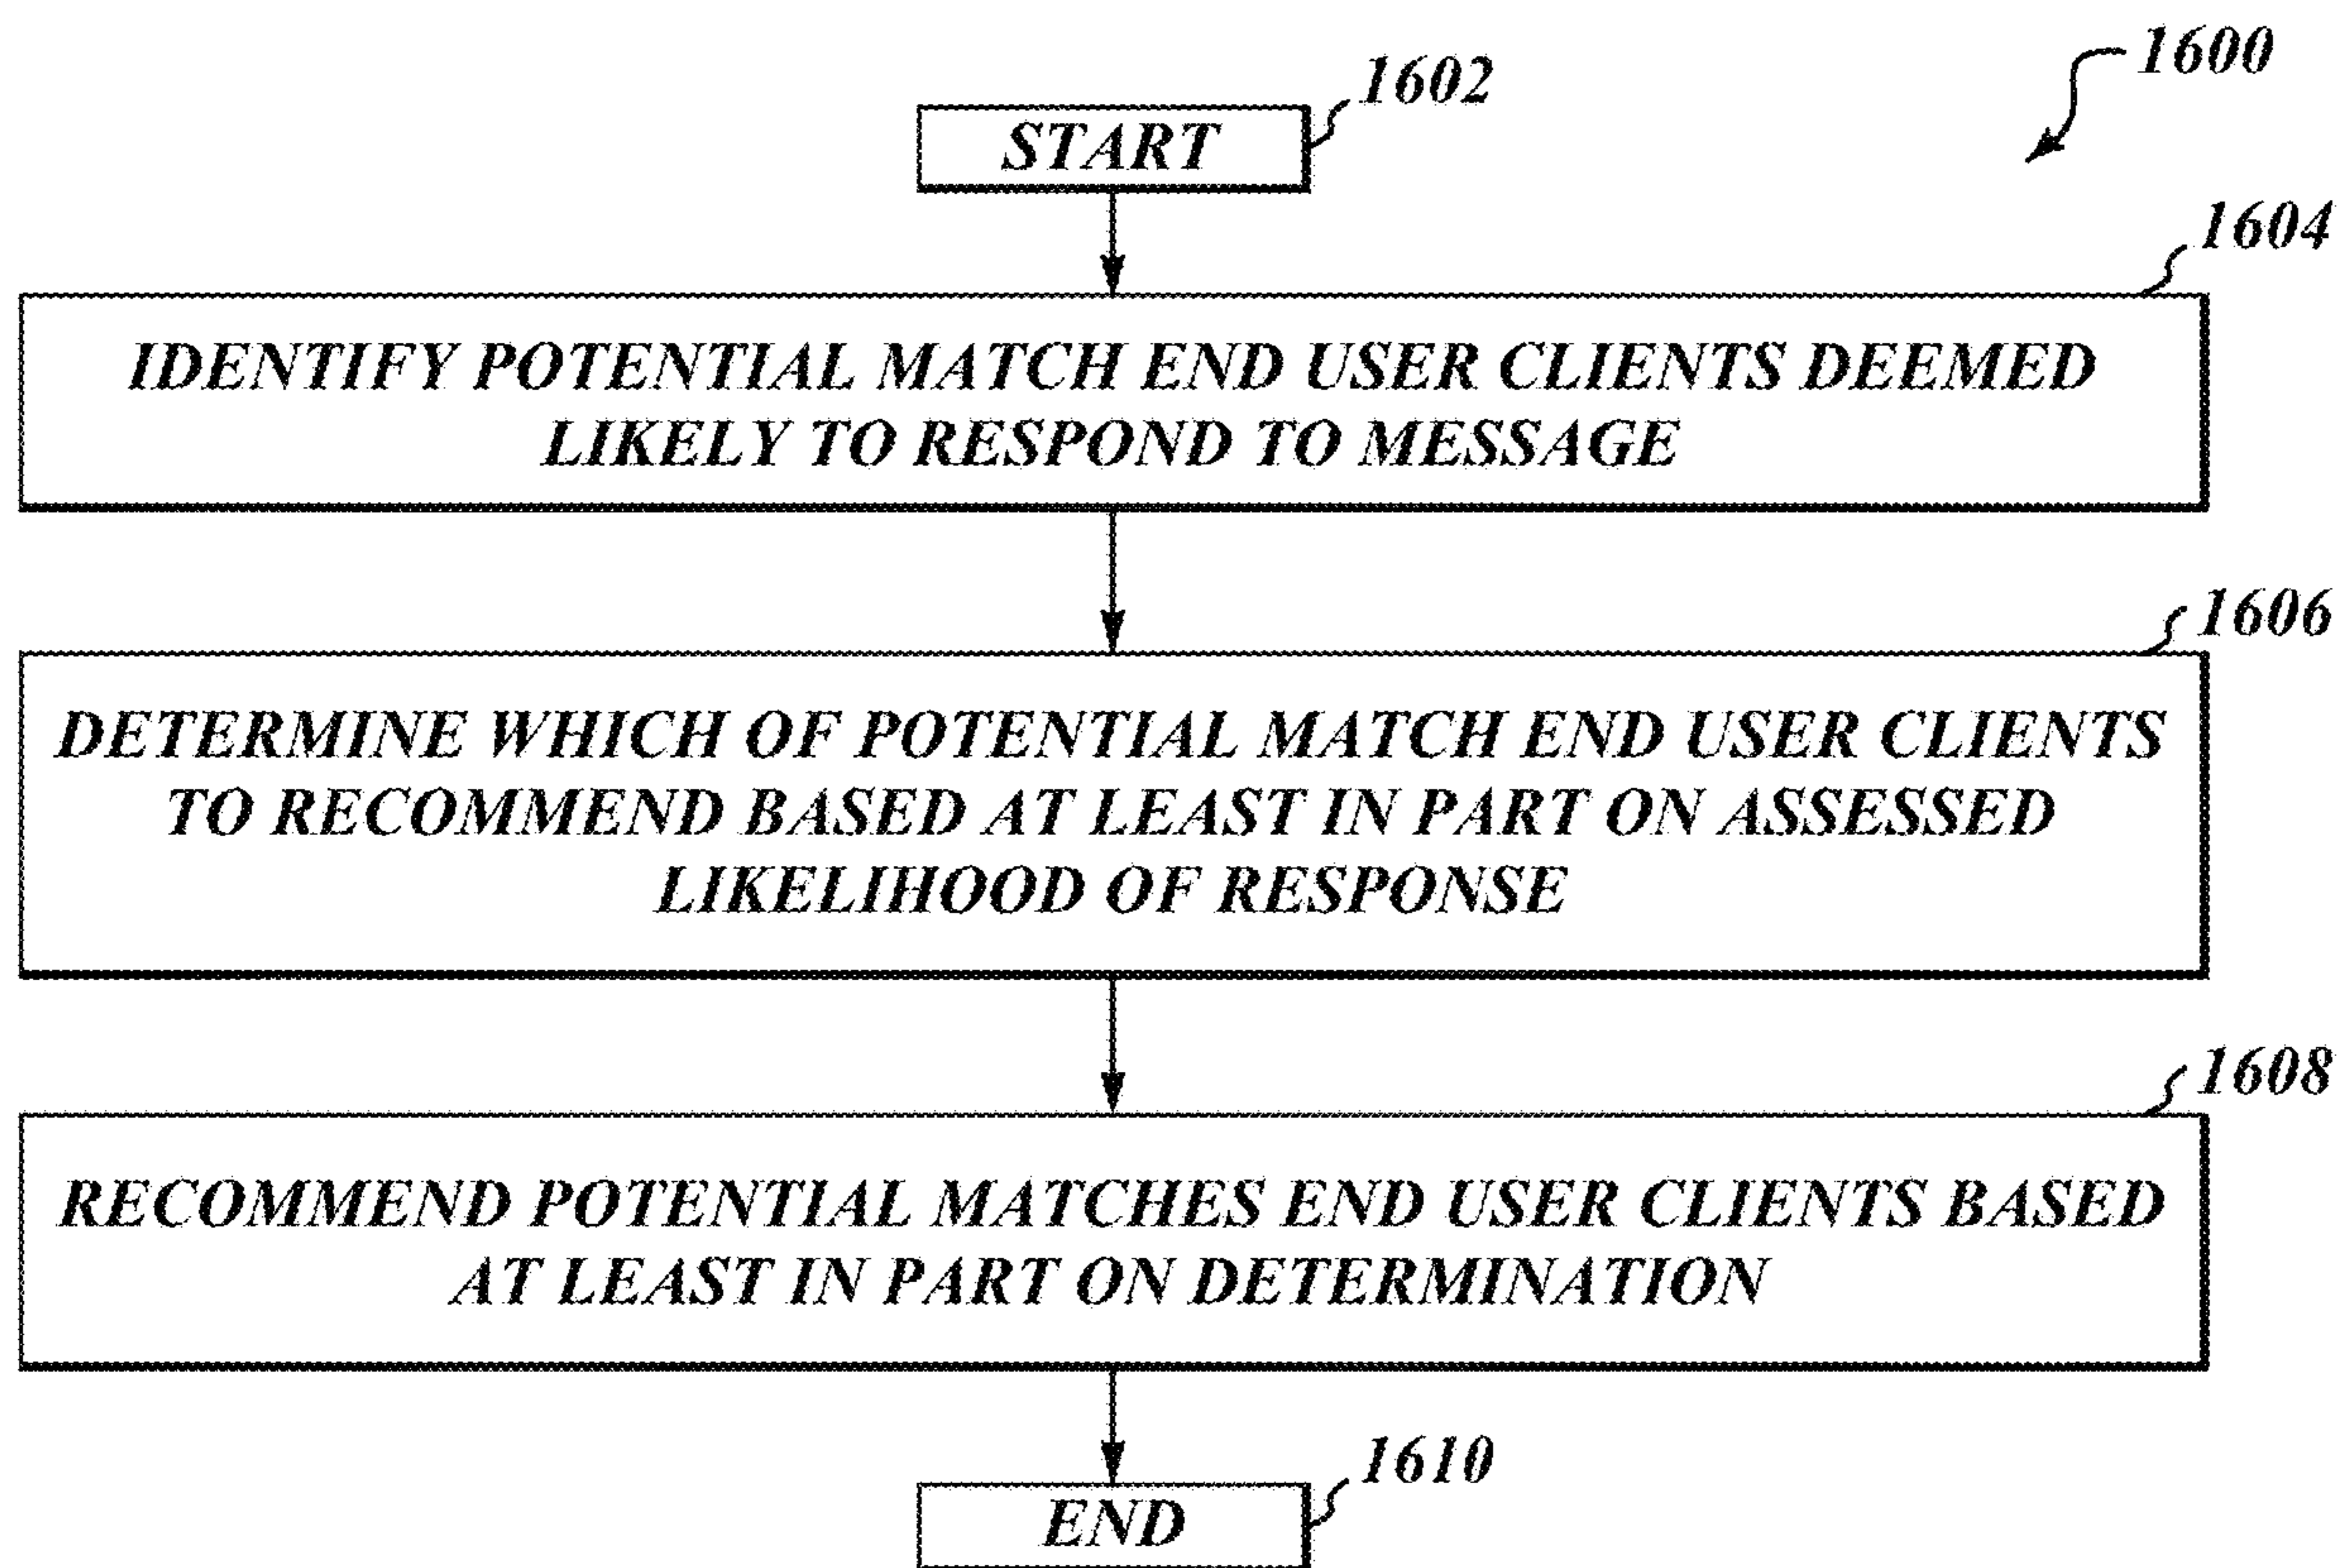 1600
1602
START
1604
IDENTIFY POTENTIAL MATCH END USER CLIENTS DEEMED
LIKELY TO RESPOND TO MESSAGE
1606
DETERMINE WHICH OF POTENTIAL MATCH END USER CLIENTS
TO RECOMMEND BASED AT LEAST IN PART ON ASSESSED
LIKELIHOOD OF RESPONSE
1608
RECOMMEND POTENTIAL MATCHES END USER CLIENTS BASED
AT LEAST IN PART ON DETERMINATION
1610
END